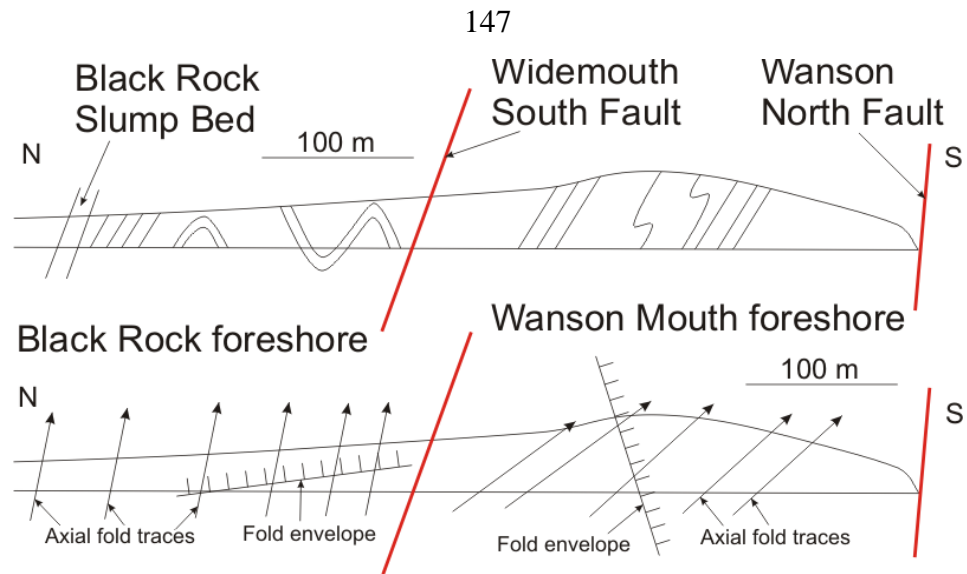 147
Black Rock
Slump Bed
Widemouth
South Fault
Wanson
North Fault
N
100 m
S
Black Rock foreshore
Wanson Mouth foreshore
100 m
N
S
Axial fold traces
Fold envelope
Fold envelope
Axial fold traces